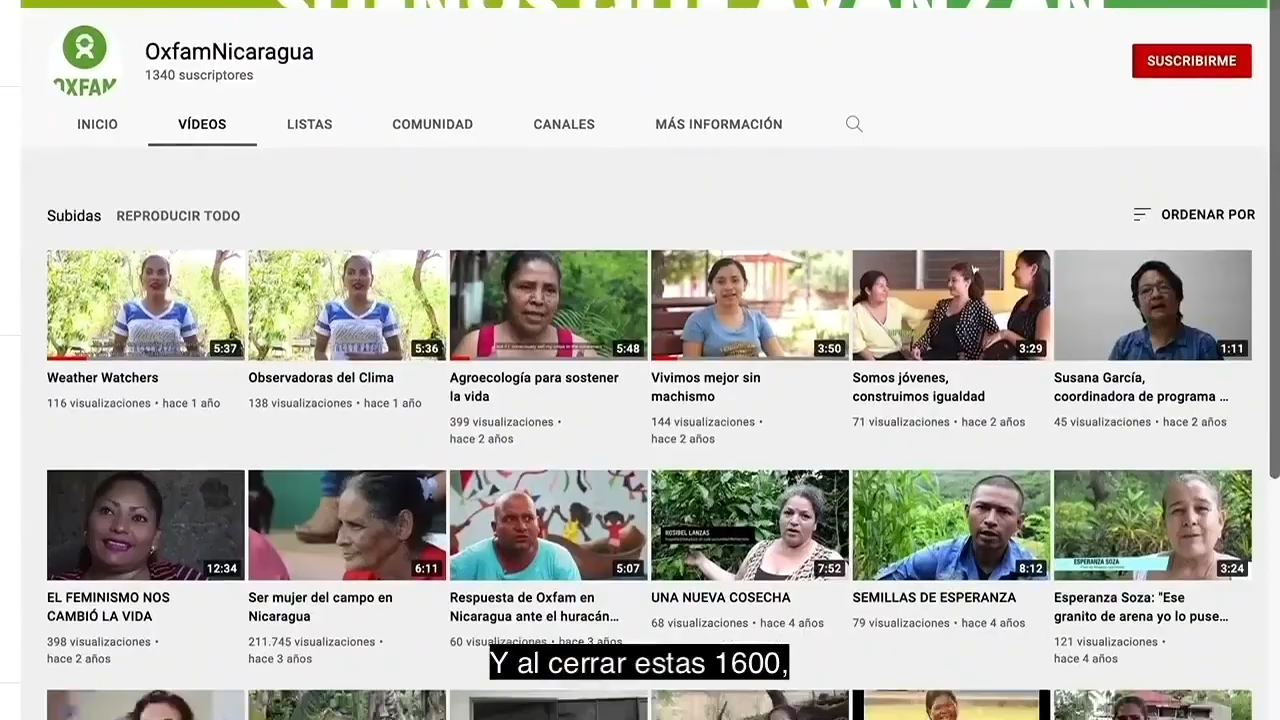 SUEÑOS QUE AVANZAN
OxfamNicaragua
1340 suscriptores
SUSCRIBIRME
OXFAM
INICIO
VÍDEOS
LISTAS
COMUNIDAD
CANALES
MÁS INFORMACIÓN
Subidas
REPRODUCIR TODO
ORDENAR POR
5:37
5:36
5:48
3:50
3:29
1:11
Weather Watchers
116 visualizaciones • hace 1 año
Observadoras del Clima
138 visualizaciones • hace 1 año
Agroecología para sostener
la vida
399 visualizaciones •
hace 2 años
Vivimos mejor sin
machismo
144 visualizaciones •
hace 2 años
Somos jóvenes,
construimos igualdad
71 visualizaciones • hace 2 años
Susana García,
coordinadora de programa ...
45 visualizaciones • hace 2 años
12:34
6:11
5:07
ROSIBEL LANZAS
7:52
8:12
ESPERANZA SOZA
3:24
EL FEMINISMO NOS
CAMBIÓ LA VIDA
398 visualizaciones •
hace 2 años
Ser mujer del campo en
Nicaragua
211.745 visualizaciones •
hace 3 años
Respuesta de Oxfam en
Nicaragua ante el huracán...
60 visualizaciones • hace 3 años
UNA NUEVA COSECHA
68 visualizaciones • hace 4 años
SEMILLAS DE ESPERANZA
79 visualizaciones • hace 4 años
Esperanza Soza: "Ese
granito de arena yo lo puse...
121 visualizaciones •
hace 4 años
Y al cerrar estas 1600,